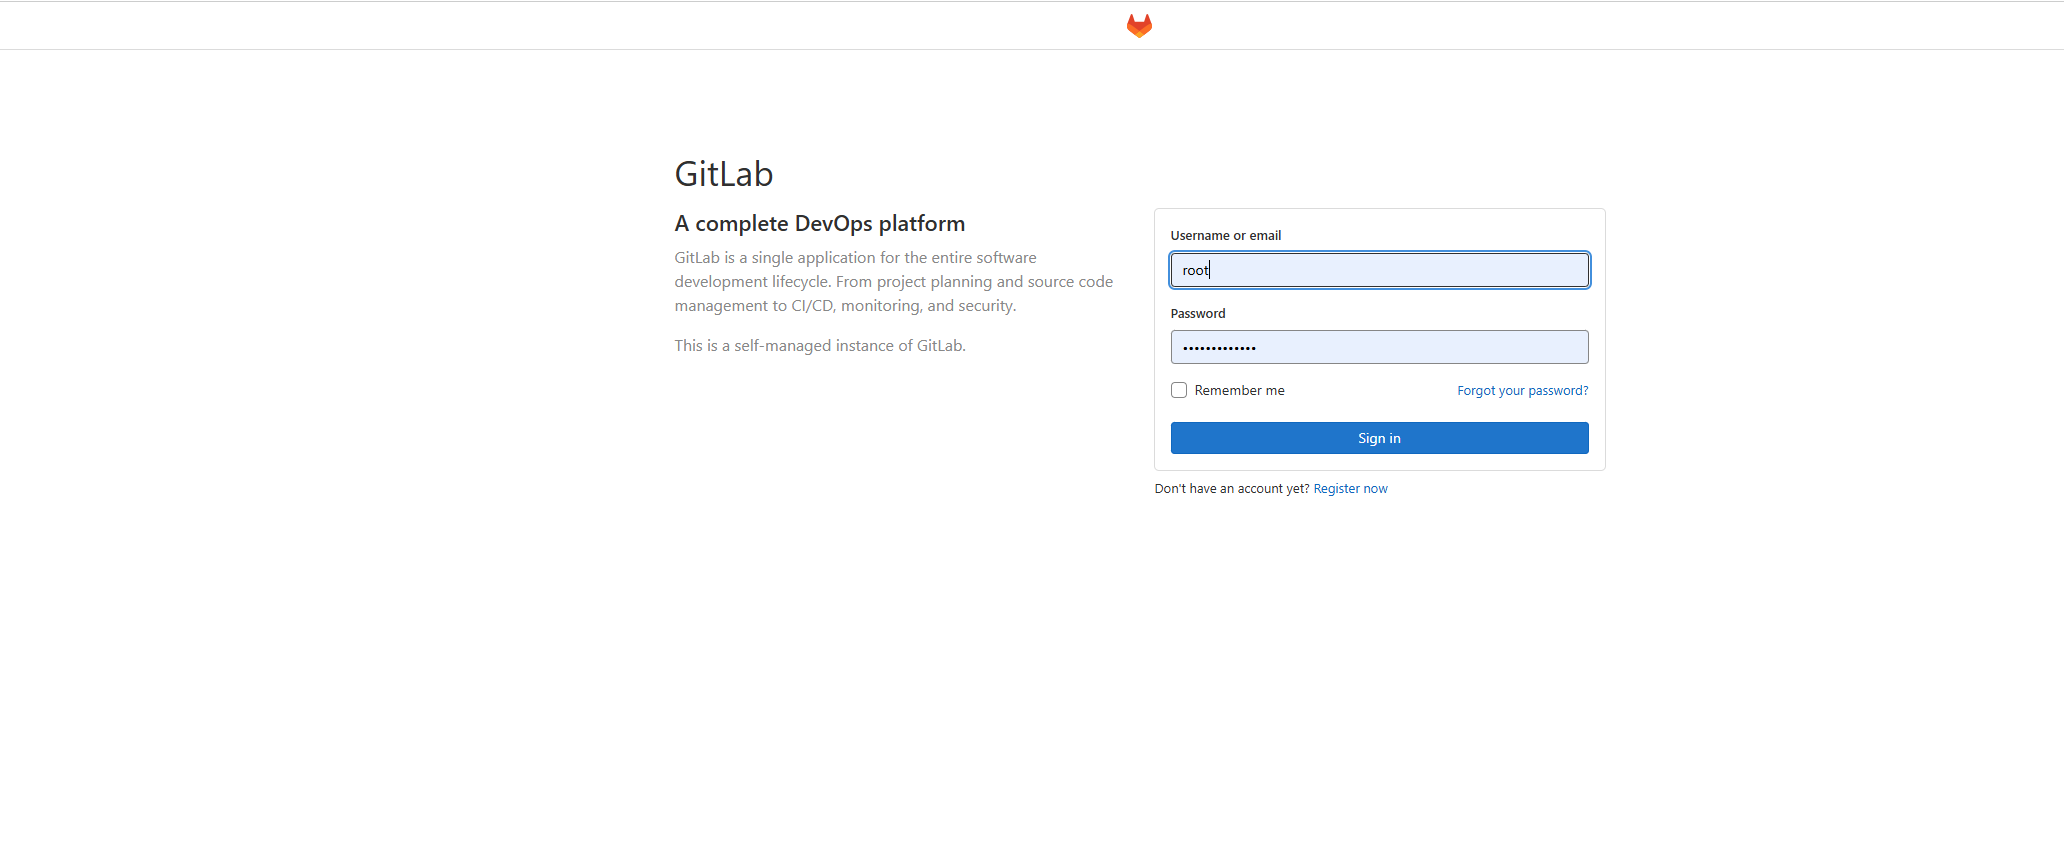 GitLab
A complete DevOps platform
GitLab is a single application for the entire software
development lifecycle. From project planning and source code
management to CI/CD, monitoring, and security.
This is a self-managed instance of GitLab.
Username or email
root
Password
•••••••••••••
Remember me
Forgot your password?
Sign in
Don't have an account yet? Register now